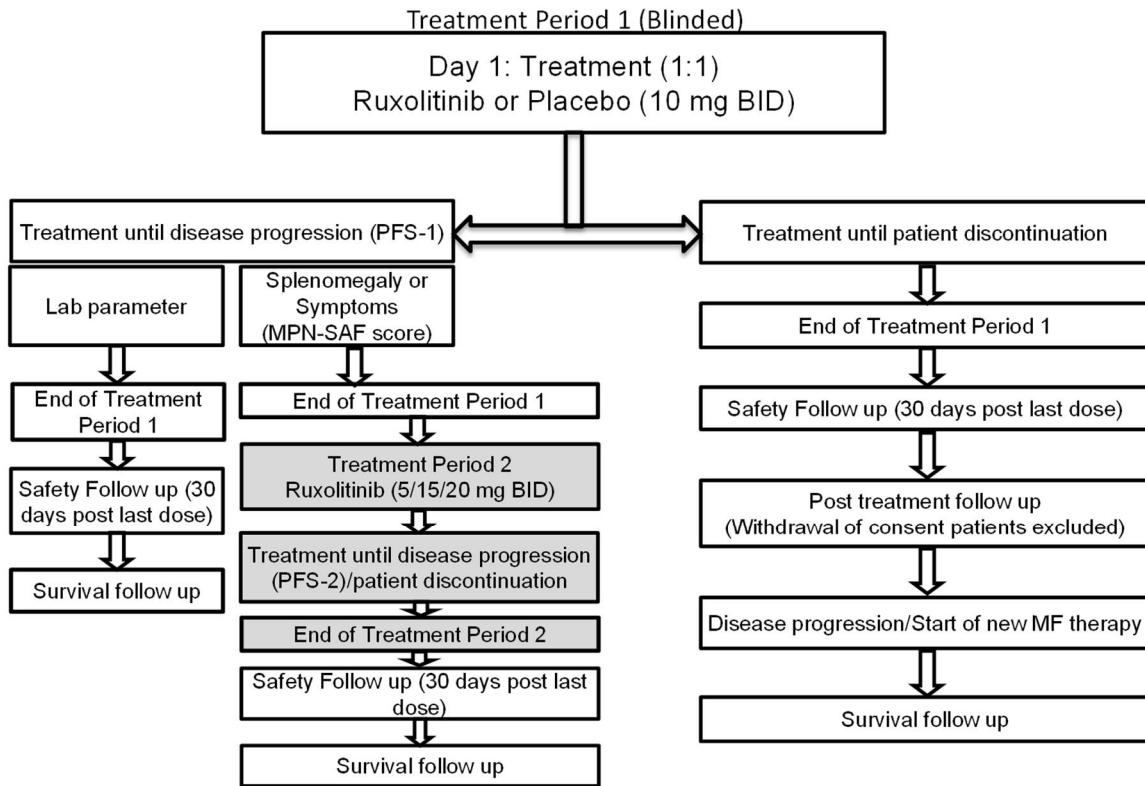 Treatment Period 1 (Blinded)
Day 1: Treatment (1:1)
Ruxolitinib or Placebo (10 mg BID)
Treatment until disease progression (PFS-1)
Lab parameter
Splenomegaly or
Symptoms
(MPN-SAF score)
End of Treatment
Period 1
Safety Follow up (30
days post last dose)
Survival follow up
End of Treatment Period 1
Treatment Period 2
Ruxolitinib (5/15/20 mg BID)
Treatment until disease progression
(PFS-2)/patient discontinuation
End of Treatment Period 2
Safety Follow up (30 days post last
dose)
Survival follow up
Treatment until patient discontinuation
End of Treatment Period 1
Safety Follow up (30 days post last dose)
Post treatment follow up
(Withdrawal of consent patients excluded)
Disease progression/Start of new MF therapy
Survival follow up